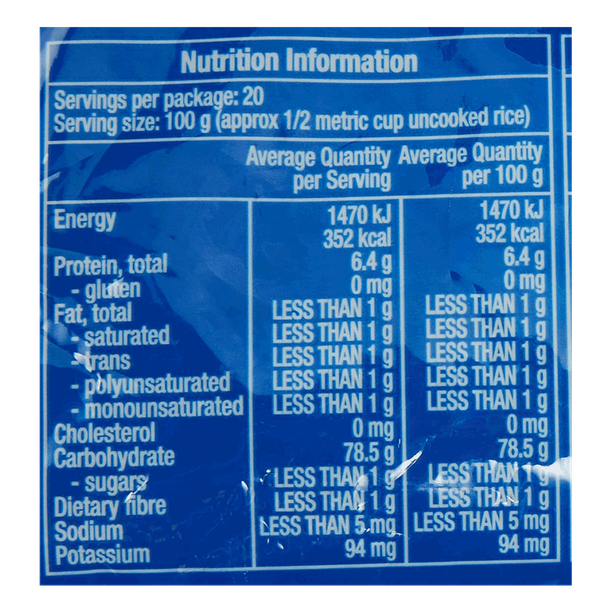 Nutrition Information
Servings per package: 20
Serving size: 100 g (approx 1/2 metric cup uncooked rice)
Average Quantity Average Quantity
per Serving per 100 g
Energy 1470 kJ 1470 kJ
352 kcal 352 kcal
Protein, total 6.4 g 6.4 g
- gluten 0 mg 0 mg
Fat, total LESS THAN 1 g LESS THAN 1 g
- saturated LESS THAN 1 g LESS THAN 1 g
- trans LESS THAN 1 g LESS THAN 1 g
- polyunsaturated LESS THAN 1 g LESS THAN 1 g
- monounsaturated LESS THAN 1 g LESS THAN 1 g
Cholesterol 0 mg 0 mg
Carbohydrate 78.5 g 78.5 g
- sugars LESS THAN 1 g LESS THAN 1 g
Dietary fibre LESS THAN 1 g LESS THAN 1 g
Sodium LESS THAN 5 mg LESS THAN 5 mg
Potassium 94 mg 94 mg